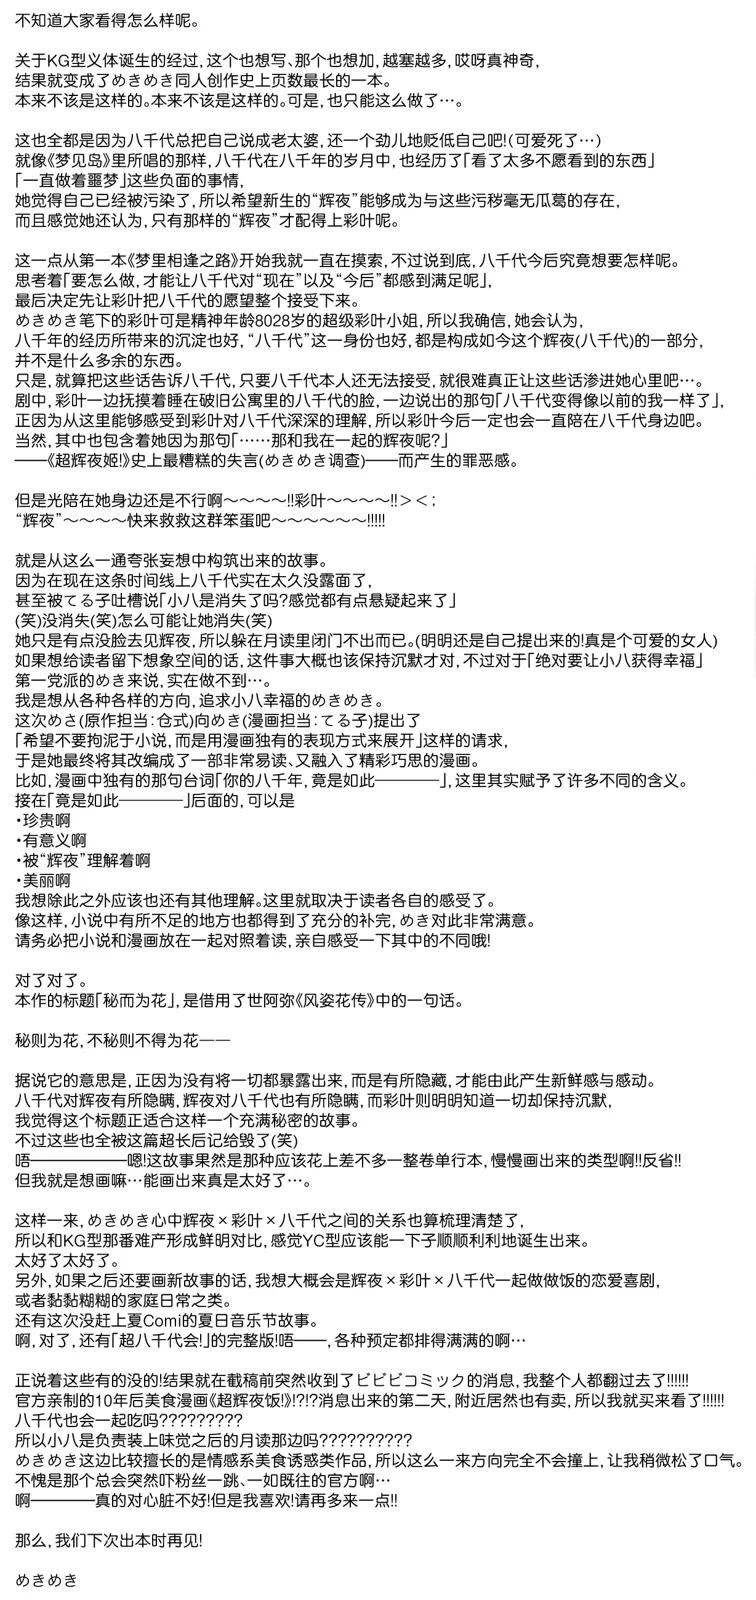 不知道大家看得怎么样呢。
关于KG型义体诞生的经过，这个也想写、那个也想加，越塞越多，哎呀真神奇，
结果就变成了めきめき同人创作史上页数最长的一本。
本来不该是这样的。本来不该是这样的。可是，也只能这么做了…。
这也全都是因为八千代总把自己说成老太婆，还一个劲儿地贬低自己吧!(可爱死了…)
就像《梦见岛》里所唱的那样，八千代在八千年的岁月中，也经历了「看了太多不愿看到的东西」
「一直做着噩梦」这些负面的事情，
她觉得自己已经被污染了，所以希望新生的“辉夜”能够成为与这些污秽毫无瓜葛的存在，
而且感觉她还认为，只有那样的“辉夜”才配得上彩叶呢。
这一点从第一本《梦里相逢之路》开始我就一直在摸索，不过说到底，八千代今后究竟想要怎样呢。
思考着「要怎么做，才能让八千代对“现在”以及“今后”都感到满足呢」，
最后决定先让彩叶把八千代的愿望整个接受下来。
めきめき笔下的彩叶可是精神年龄8028岁的超级彩叶小姐，所以我确信，她会认为，
八千年的经历所带来的沉淀也好，“八千代”这一身份也好，都是构成如今这个辉夜(八千代)的一部分，
并不是什么多余的东西。
只是，就算把这些话告诉八千代，只要八千代本人还无法接受，就很难真正让这些话渗进她心里吧…。
剧中，彩叶一边抚摸着睡在破旧公寓里的八千代的脸，一边说出的那句「八千代变得像以前的我一样了」，
正因为从这里能够感受到彩叶对八千代深深的理解，所以彩叶今后一定也会一直陪在八千代身边吧。
当然，其中也包含着她因为那句「……那和我在一起的辉夜呢?」
——《超辉夜姬!》史上最糟糕的失言(めきめき调查)——而产生的罪恶感。
但是光陪在她身边还是不行啊～～～～!!彩叶～～～～!!＞＜;
“辉夜”～～～～快来救救这群笨蛋吧～～～～～～!!!!!
就是从这么一通夸张妄想中构筑出来的故事。
因为在现在这条时间线上八千代实在太久没露面了，
甚至被てる子吐槽说「小八是消失了吗?感觉都有点悬疑起来了」
(笑)没消失(笑)怎么可能让她消失(笑)
她只是有点没脸去见辉夜，所以躲在月读里闭门不出而已。(明明还是自己提出来的!真是个可爱的女人)
如果想给读者留下想象空间的话，这件事大概也该保持沉默才对，不过对于「绝对要让小八获得幸福」
第一党派的めき来说，实在做不到…。
我是想从各种各样的方向，追求小八幸福的めきめき。
这次めさ(原作担当：仓式)向めき(漫画担当：てる子)提出了
「希望不要拘泥于小说，而是用漫画独有的表现方式来展开」这样的请求，
于是她最终将其改编成了一部非常易读、又融入了精彩巧思的漫画。
比如，漫画中独有的那句台词「你的八千年，竟是如此————」，这里其实赋予了许多不同的含义。
接在「竟是如此————」后面的，可以是
・珍贵啊
・有意义啊
・被“辉夜”理解着啊
・美丽啊
我想除此之外应该也还有其他理解。这里就取决于读者各自的感受了。
像这样，小说中有所不足的地方也都得到了充分的补完，めき对此非常满意。
请务必把小说和漫画放在一起对照着读，亲自感受一下其中的不同哦!
对了对了。
本作的标题「秘而为花」，是借用了世阿弥《风姿花传》中的一句话。
秘则为花，不秘则不得为花——
据说它的意思是，正因为没有将一切都暴露出来，而是有所隐藏，才能由此产生新鲜感与感动。
八千代对辉夜有所隐瞒，辉夜对八千代也有所隐瞒，而彩叶则明明知道一切却保持沉默，
我觉得这个标题正适合这样一个充满秘密的故事。
不过这些也全被这篇超长后记给毁了(笑)
唔——————嗯!这故事果然是那种应该花上差不多一整卷单行本，慢慢画出来的类型啊!!反省!!
但我就是想画嘛…能画出来真是太好了…。
这样一来，めきめき心中辉夜×彩叶×八千代之间的关系也算梳理清楚了，
所以和KG型那番难产形成鲜明对比，感觉YC型应该能一下子顺顺利利地诞生出来。
太好了太好了。
另外，如果之后还要画新故事的话，我想大概会是辉夜×彩叶×八千代一起做做饭的恋爱喜剧，
或者黏黏糊糊的家庭日常之类。
还有这次没赶上夏Comi的夏日音乐节故事。
啊，对了，还有「超八千代会!」的完整版!唔——，各种预定都排得满满的啊…
正说着这些有的没的!结果就在截稿前突然收到了ビビビコミック的消息，我整个人都翻过去了!!!!!!
官方亲制的10年后美食漫画《超辉夜饭!》!?!?消息出来的第二天，附近居然也有卖，所以我就买来看了!!!!!!
八千代也会一起吃吗?????????
所以小八是负责装上味觉之后的月读那边吗??????????
めきめき这边比较擅长的是情感系美食诱惑类作品，所以这么一来方向完全不会撞上，让我稍微松了口气。
不愧是那个总会突然吓粉丝一跳、一如既往的官方啊…
啊————真的对心脏不好!但是我喜欢!请再多来一点!!
那么，我们下次出本时再见!
めきめき